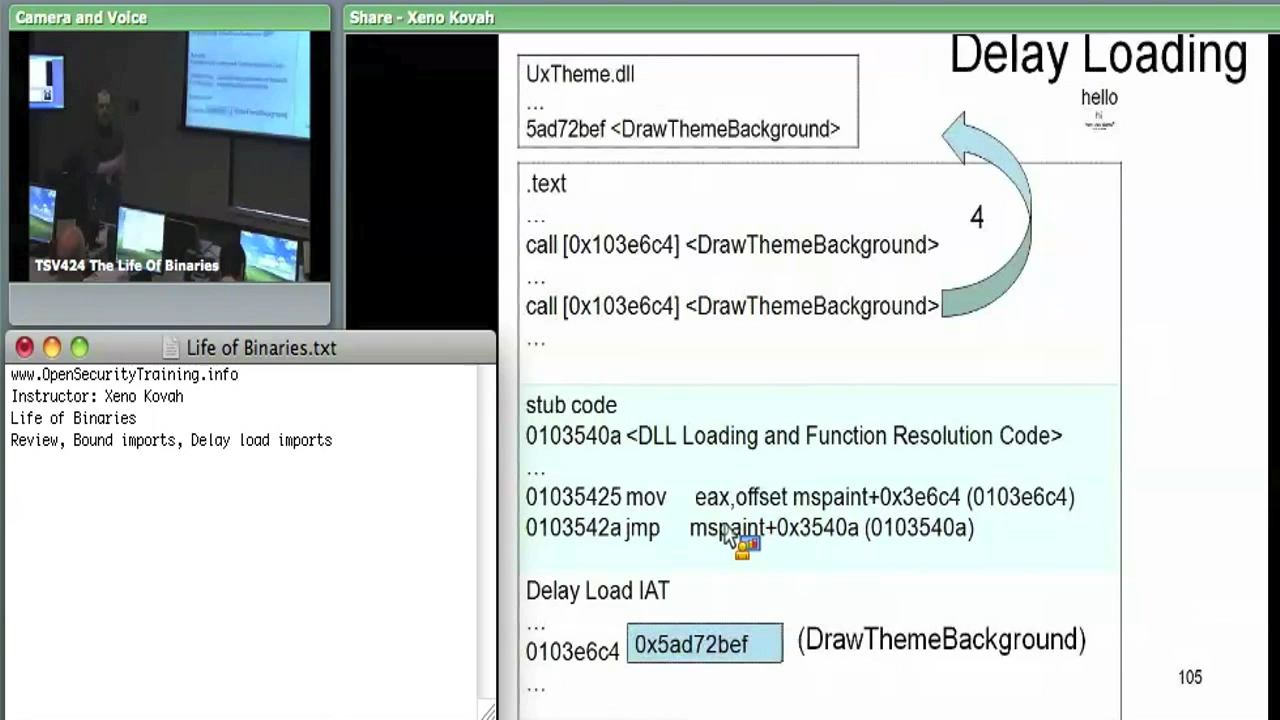 Camera and Voice
TSV424 The Life Of Binaries
Life of Binaries.txt
www.OpenSecurityTraining.info
Instructor: Xeno Kovah
Life of Binaries
Review, Bound imports, Delay load imports
Share - Xeno Kovah
Delay Loading
hello
hi
UxTheme.dll
…
5ad72bef <DrawThemeBackground>
.text
…
call [0x103e6c4] <DrawThemeBackground>
…
call [0x103e6c4] <DrawThemeBackground>
…
4
stub code
0103540a <DLL Loading and Function Resolution Code>
…
01035425 mov eax,offset mspaint+0x3e6c4 (0103e6c4)
0103542a jmp mspaint+0x3540a (0103540a)
Delay Load IAT
…
0103e6c4 0x5ad72bef (DrawThemeBackground)
…
105